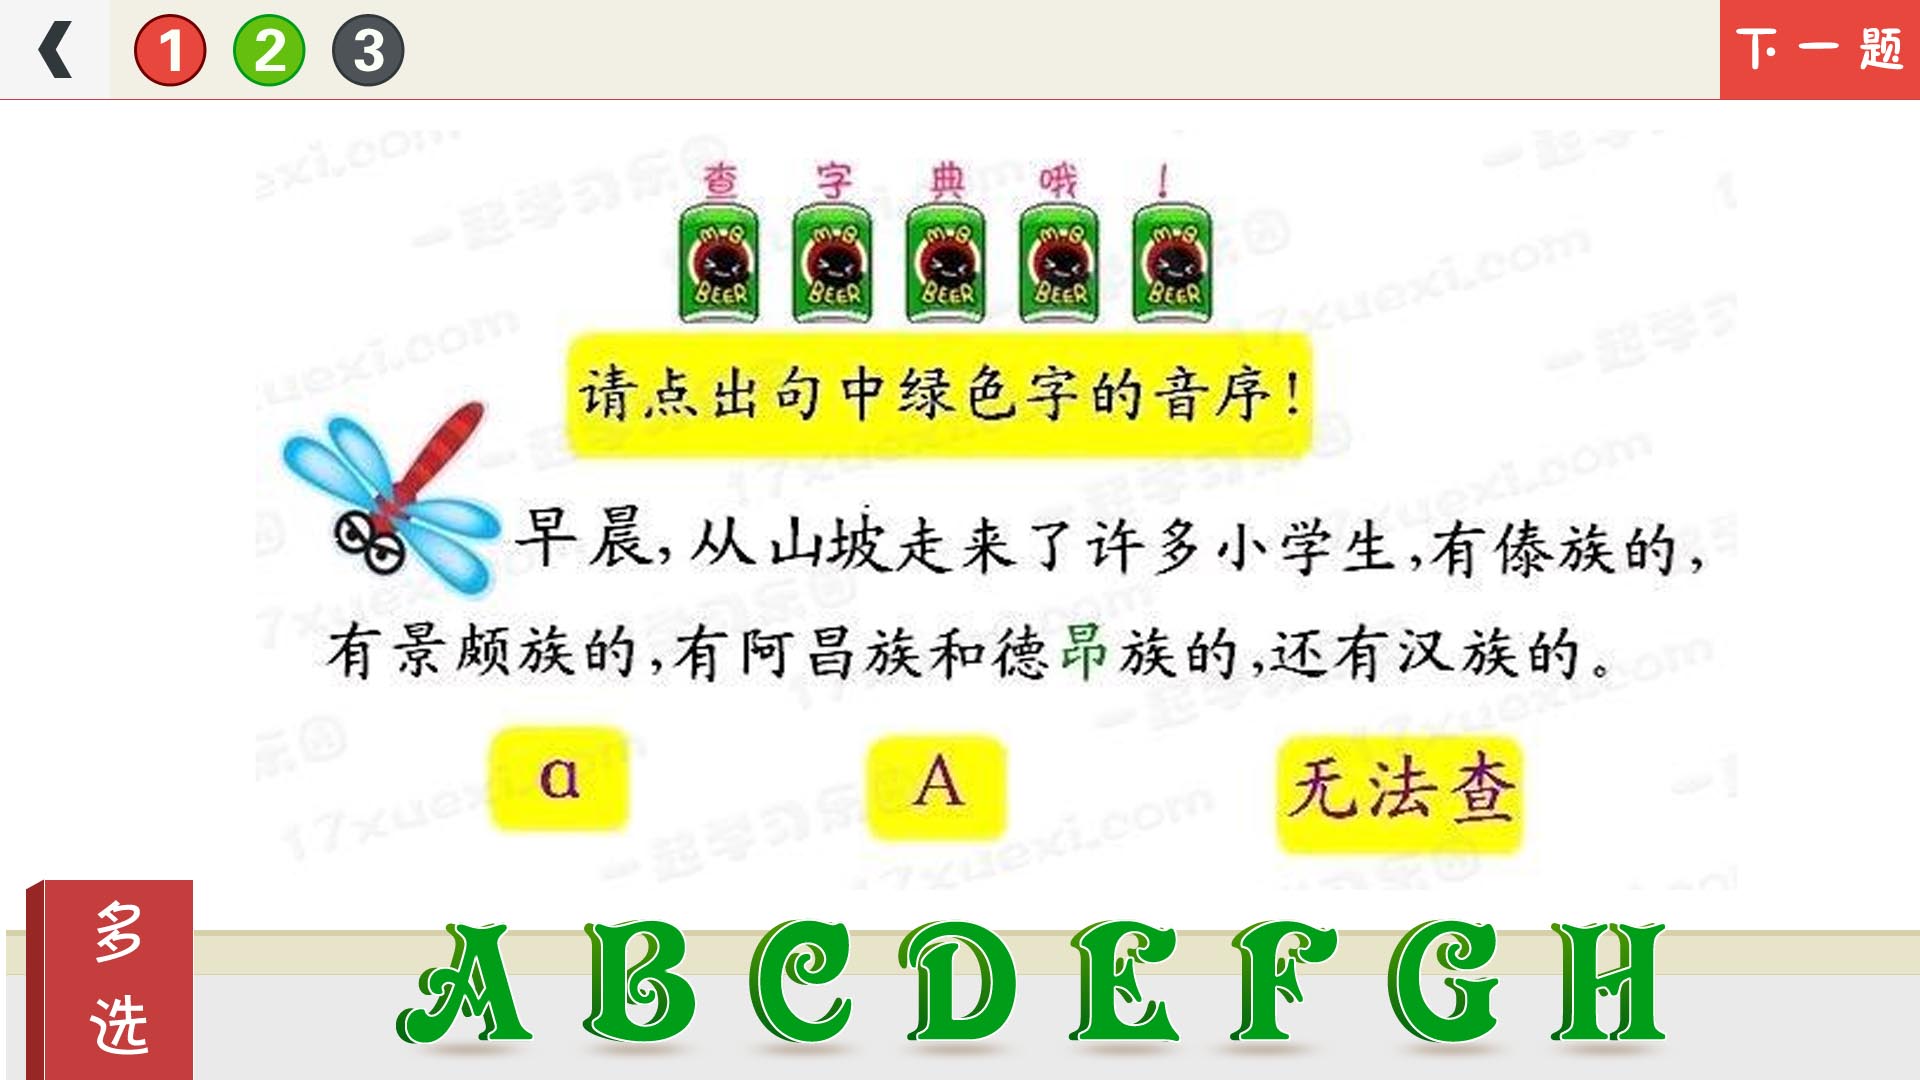 1 2 3 下一题
查字典哦!
M·B BEER M·B BEER M·B BEER M·B BEER M·B BEER
请点出句中绿色字的音序!
早晨,从山坡走来了许多小学生,有傣族的,
有景颇族的,有阿昌族和德昂族的,还有汉族的。
ɑ A 无法查
多选
A B C D E F G H